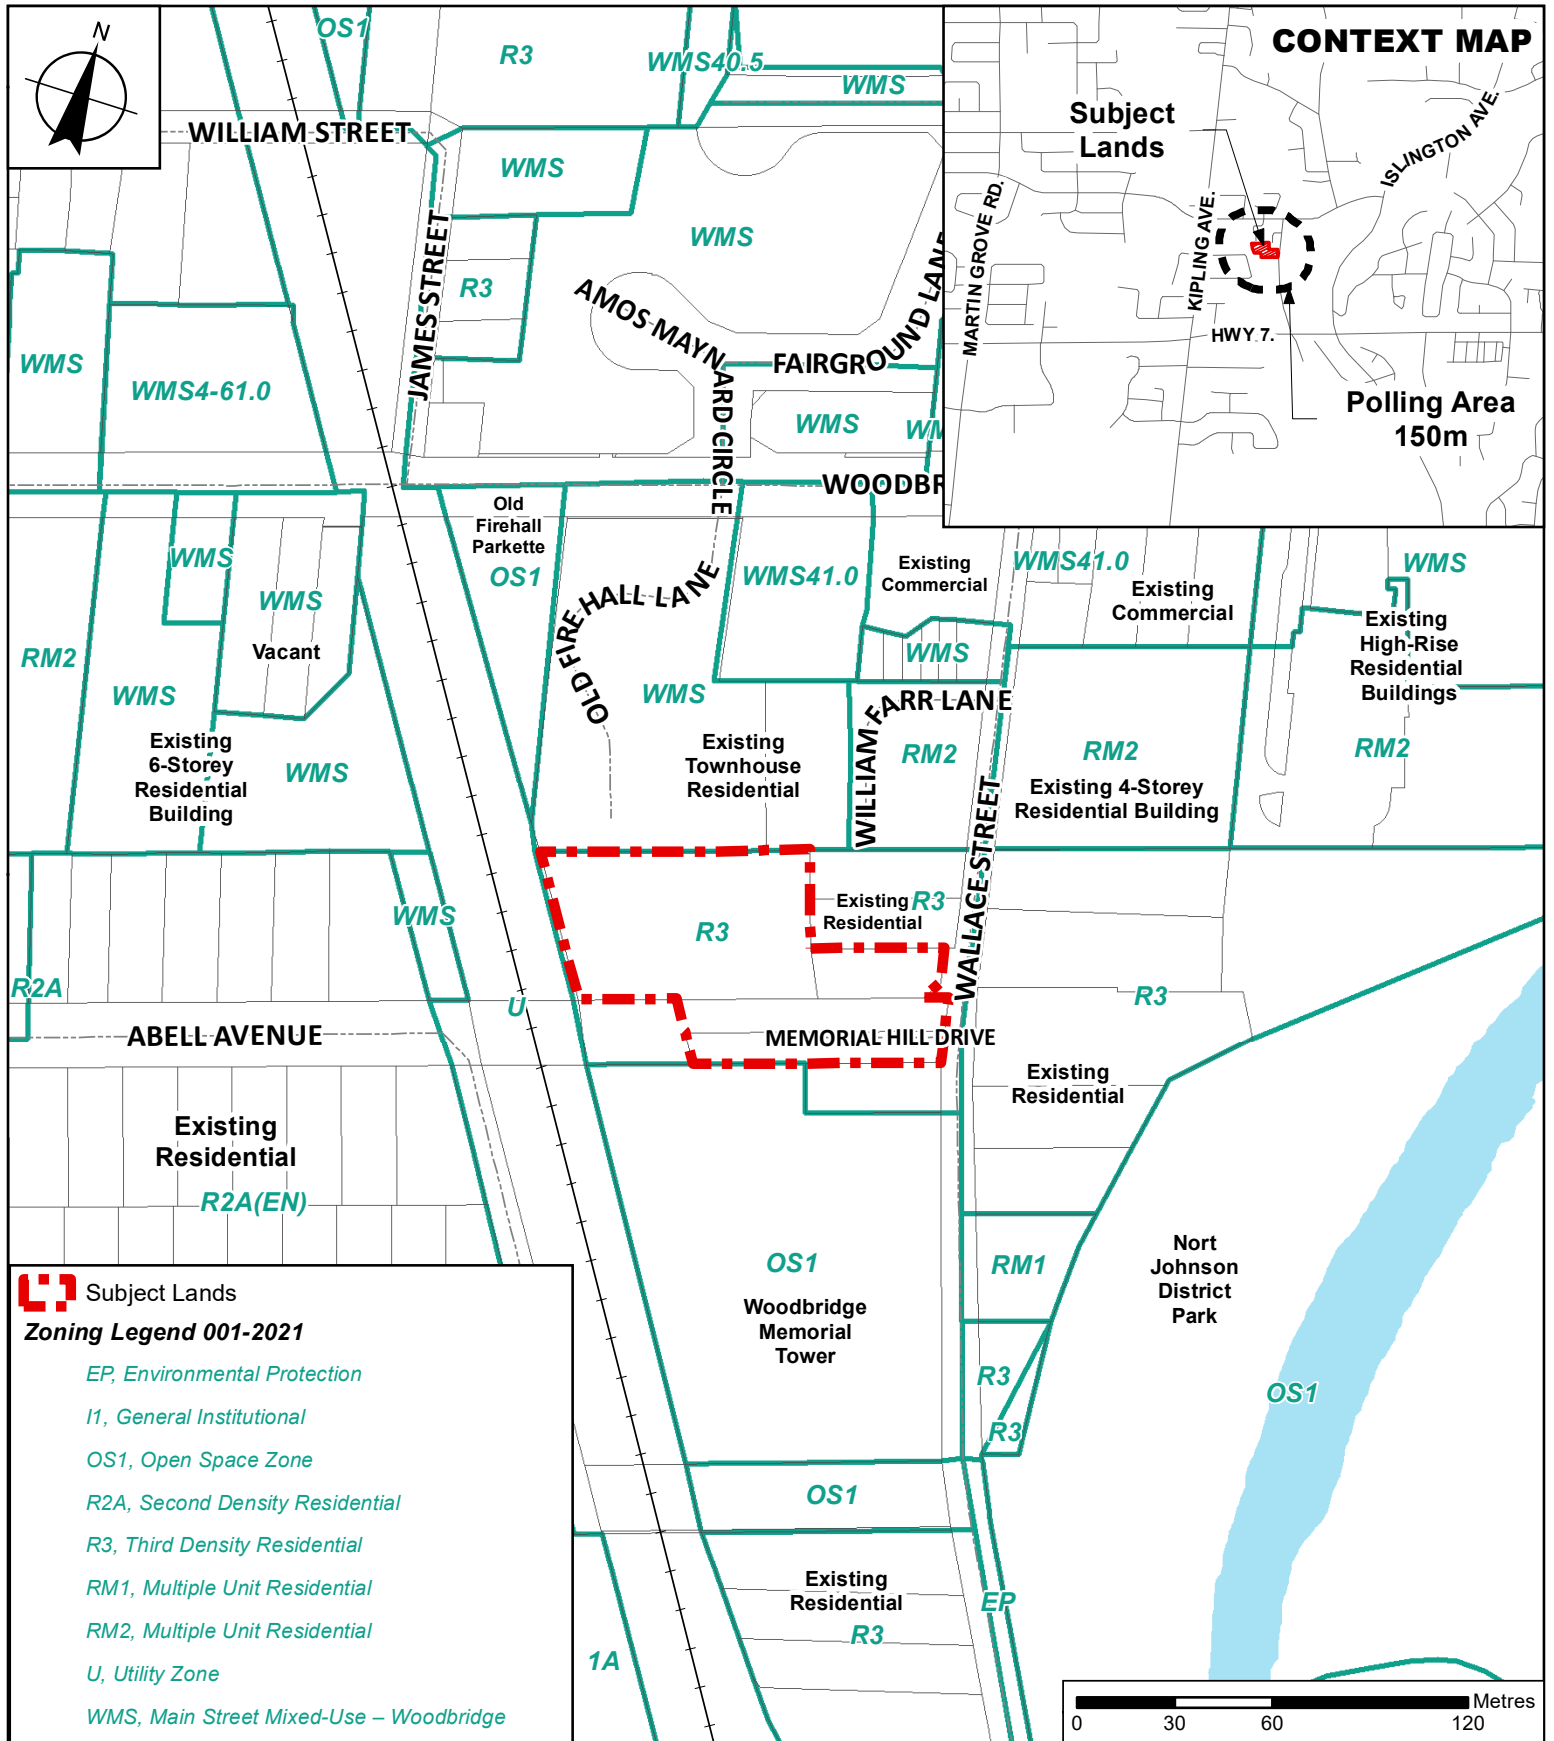 N
CONTEXT MAP
Subject
Lands
MARTIN GROVE RD.
KIPLING AVE.
ISLINGTON AVE.
HWY 7.
Polling Area
150m
OS1
R3
WMS40.5
WMS
WILLIAM STREET
WMS
WMS
JAMES STREET
R3
AMOS MAYNARD CIRCLE
FAIRGROUND LANE
WMS
WMS4-61.0
WMS
WM
WOODBR
Old
Firehall
Parkette
OS1
OLD FIREHALL LANE
WMS41.0
Existing
Commercial
WMS41.0
Existing
Commercial
WMS
Existing
High-Rise
Residential
Buildings
RM2
WMS
WMS
Vacant
RM2
WMS
WMS
Existing
6-Storey
Residential
Building
WMS
WMS
Existing
Townhouse
Residential
WILLIAM FARR LANE
RM2
WALLACE STREET
RM2
Existing 4-Storey
Residential Building
WMS
R3
Existing
Residential
R3
R2A
U
R3
ABELL AVENUE
MEMORIAL HILL DRIVE
Existing
Residential
Existing
Residential
R2A(EN)
OS1
Woodbridge
Memorial
Tower
RM1
Nort
Johnson
District
Park
R3
R3
OS1
OS1
Existing
Residential
R3
EP
1A
Subject Lands
Zoning Legend 001-2021
EP, Environmental Protection
I1, General Institutional
OS1, Open Space Zone
R2A, Second Density Residential
R3, Third Density Residential
RM1, Multiple Unit Residential
RM2, Multiple Unit Residential
U, Utility Zone
WMS, Main Street Mixed-Use – Woodbridge
Metres
0 30 60 120